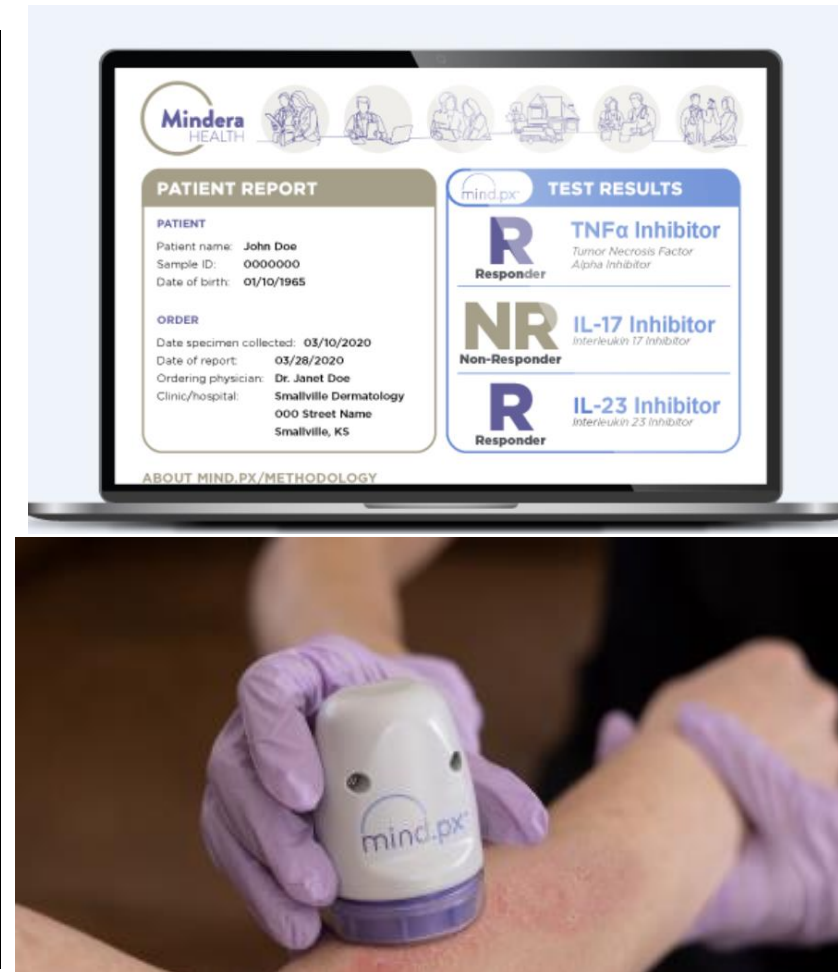 Mindera
HEALTH
PATIENT REPORT
PATIENT
Patient name: John Doe
Sample ID: 0000000
Date of birth: 01/10/1965
ORDER
Date specimen collected: 03/10/2020
Date of report: 03/28/2020
Ordering physician: Dr. Janet Doe
Clinic/hospital: Smallville Dermatology
000 Street Name
Smallville, KS
mind.px™ TEST RESULTS
R
Responder
TNFα Inhibitor
Tumor Necrosis Factor
Alpha Inhibitor
NR
Non-Responder
IL-17 Inhibitor
Interleukin 17 Inhibitor
R
Responder
IL-23 Inhibitor
Interleukin 23 Inhibitor
ABOUT MIND.PX/METHODOLOGY
mind.px™